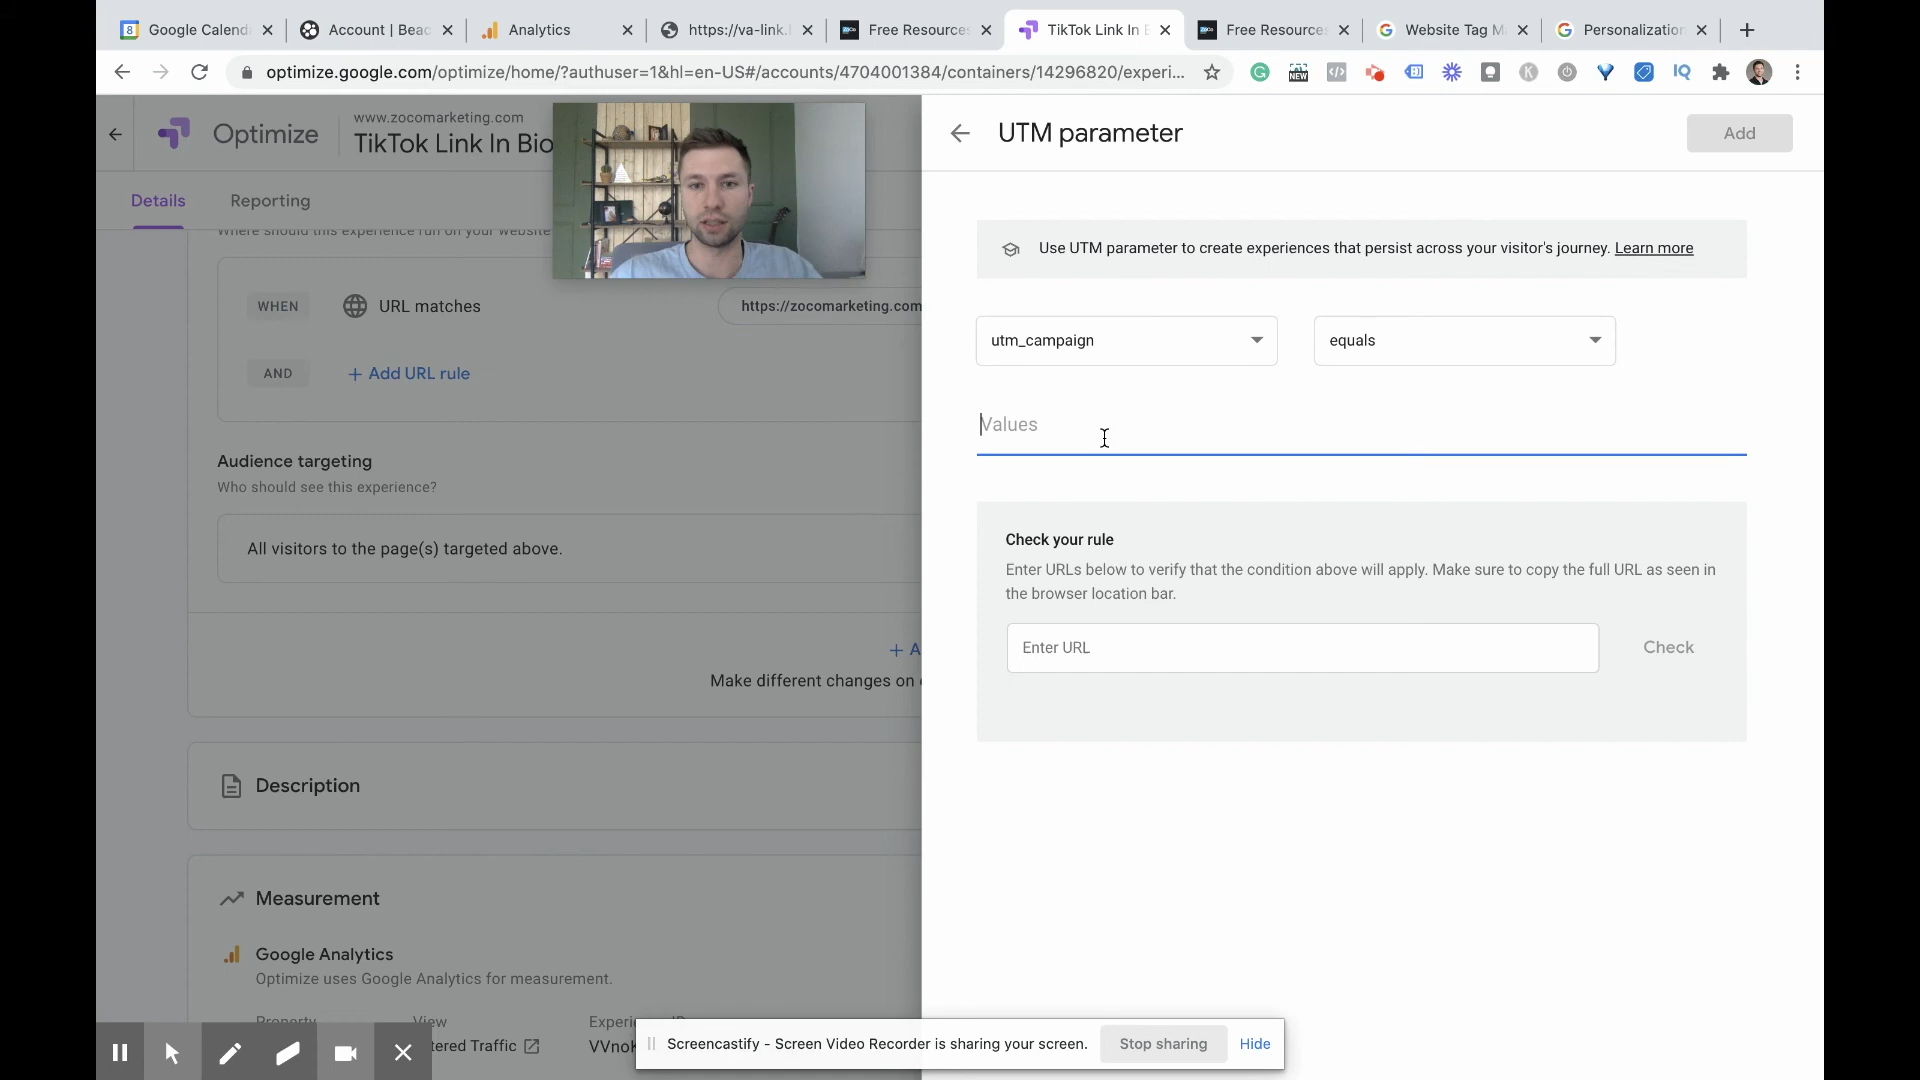 Google Calend
Account | Beac
Analytics
https://va-link.
Free Resources
TikTok Link In B
Free Resources
Website Tag M
Personalization
optimize.google.com/optimize/home/?authuser=1&hl=en-US#/accounts/4704001384/containers/14296820/experi...
NEW
Optimize
www.zocomarketing.com
TikTok Link In Bio
UTM parameter
Add
Details
Reporting
Where should this experience run on your website
Use UTM parameter to create experiences that persist across your visitor's journey. Learn more
WHEN
URL matches
https://zocomarketing.com
utm_campaign
equals
AND
+ Add URL rule
Values
Audience targeting
Who should see this experience?
All visitors to the page(s) targeted above.
Check your rule
Enter URLs below to verify that the condition above will apply. Make sure to copy the full URL as seen in
the browser location bar.
Enter URL
Check
+ A
Make different changes on
Description
Measurement
Google Analytics
Optimize uses Google Analytics for measurement.
Property
View
Experi
tered Traffic
VVnoK
Screencastify - Screen Video Recorder is sharing your screen.
Stop sharing
Hide